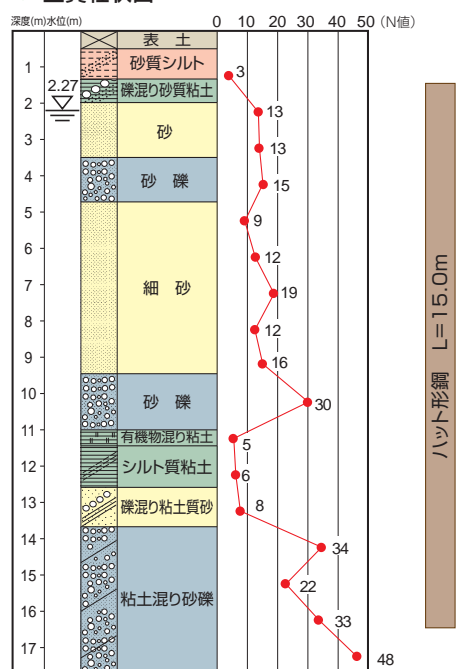 深度(m)水位(m) 0 10 20 30 40 50 (N値)
表 土
1 砂質シルト 3
2.27 礫混り砂質粘土
2 13
3 砂 13
4 砂 礫 15
5 9
6 12
7 細 砂 19
8 12
9 16
10 砂 礫 30
11 有機物混り粘土 5
12 シルト質粘土 6
13 礫混り粘土質砂 8
14 34
15 粘土混り砂礫 22
16 33
17 48
ハット形鋼 L=15.0m